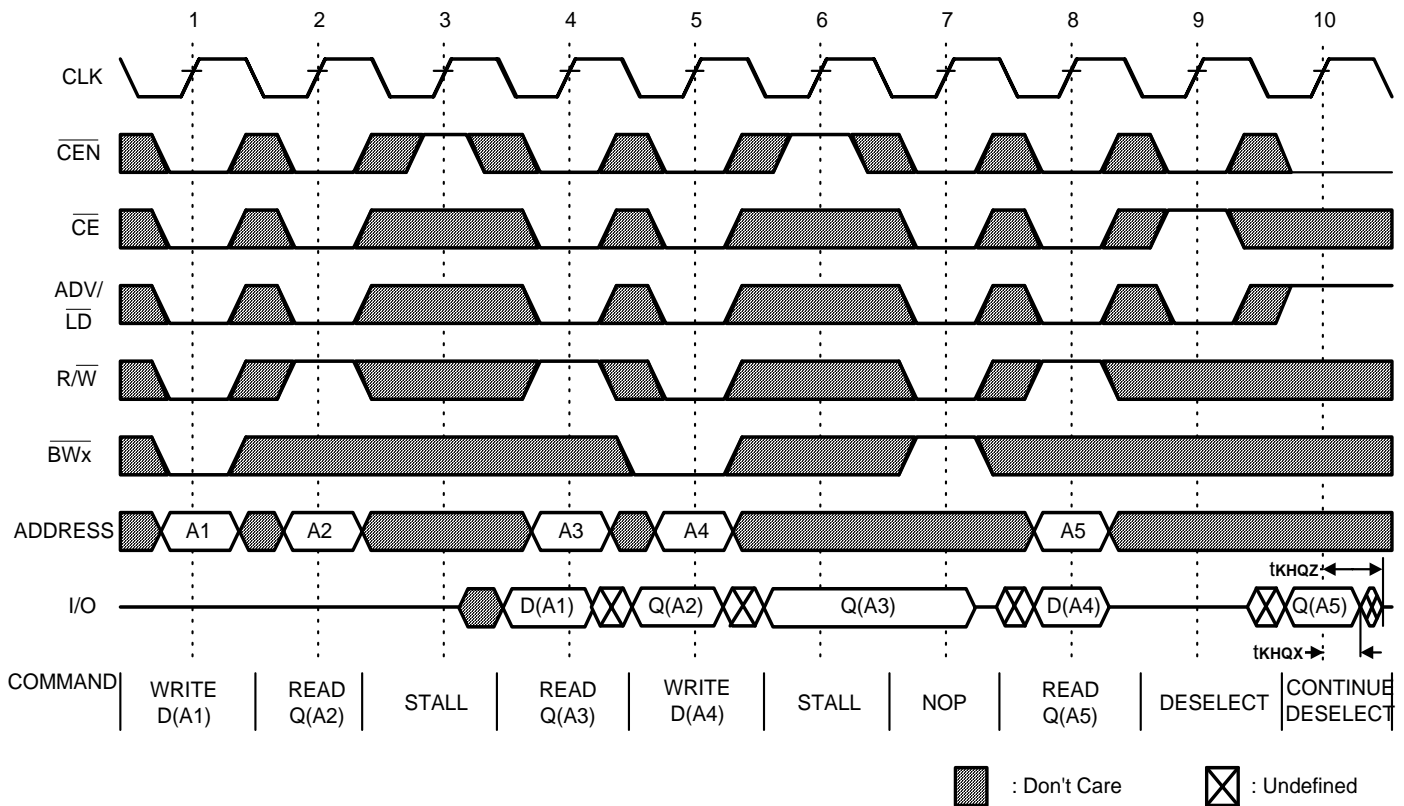 1 2 3 4 5 6 7 8 9 10
CLK
CEN
CE
ADV/
LD
R/W
BWx
ADDRESS A1 A2 A3 A4 A5
tKHQZ
I/O D(A1) Q(A2) Q(A3) D(A4) Q(A5)
tKHQX
COMMAND
WRITE D(A1)
READ Q(A2)
STALL
READ Q(A3)
WRITE D(A4)
STALL
NOP
READ Q(A5)
DESELECT
CONTINUE DESELECT
: Don't Care
: Undefined